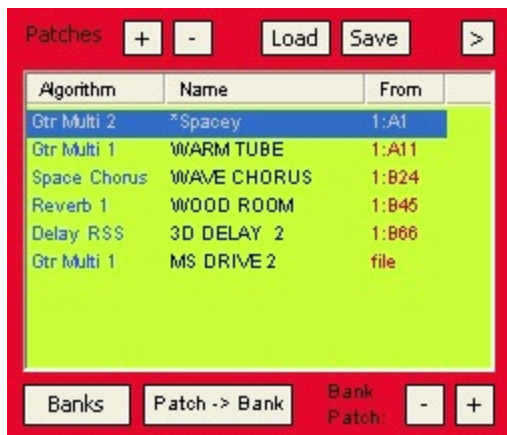 Patches + - Load Save >
Algorithm Name From
Gtr Multi 2 *Spacey 1:A1
Gtr Multi 1 WARM TUBE 1:A11
Space Chorus WAVE CHORUS 1:B24
Reverb 1 WOOD ROOM 1:B45
Delay RSS 3D DELAY 2 1:B66
Gtr Multi 1 MS DRIVE 2 file
Banks Patch -> Bank Bank Patch: - +